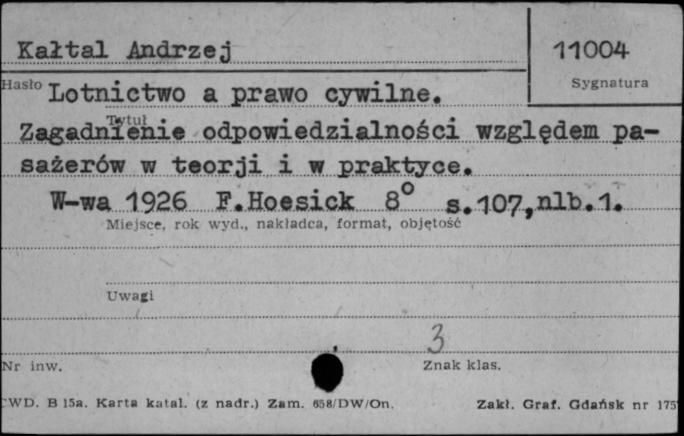 Kałtal Andrzej
11004
Hasło
Sygnatura
Lotnictwo a prawo cywilne.
Tytuł
Zagadnienie odpowiedzialności względem pa-
sażerów w teorji i w praktyce.
W-wa 1926 F.Hoesick 8° s.107,nlb.1.
Miejsce, rok wyd., nakładca, format, objętość
Uwagi
3
Nr inw.
Znak klas.
CWD. B 15a. Karta katal. (z nadr.) Zam. 658/DW/On.
Zakł. Graf. Gdańsk nr 175